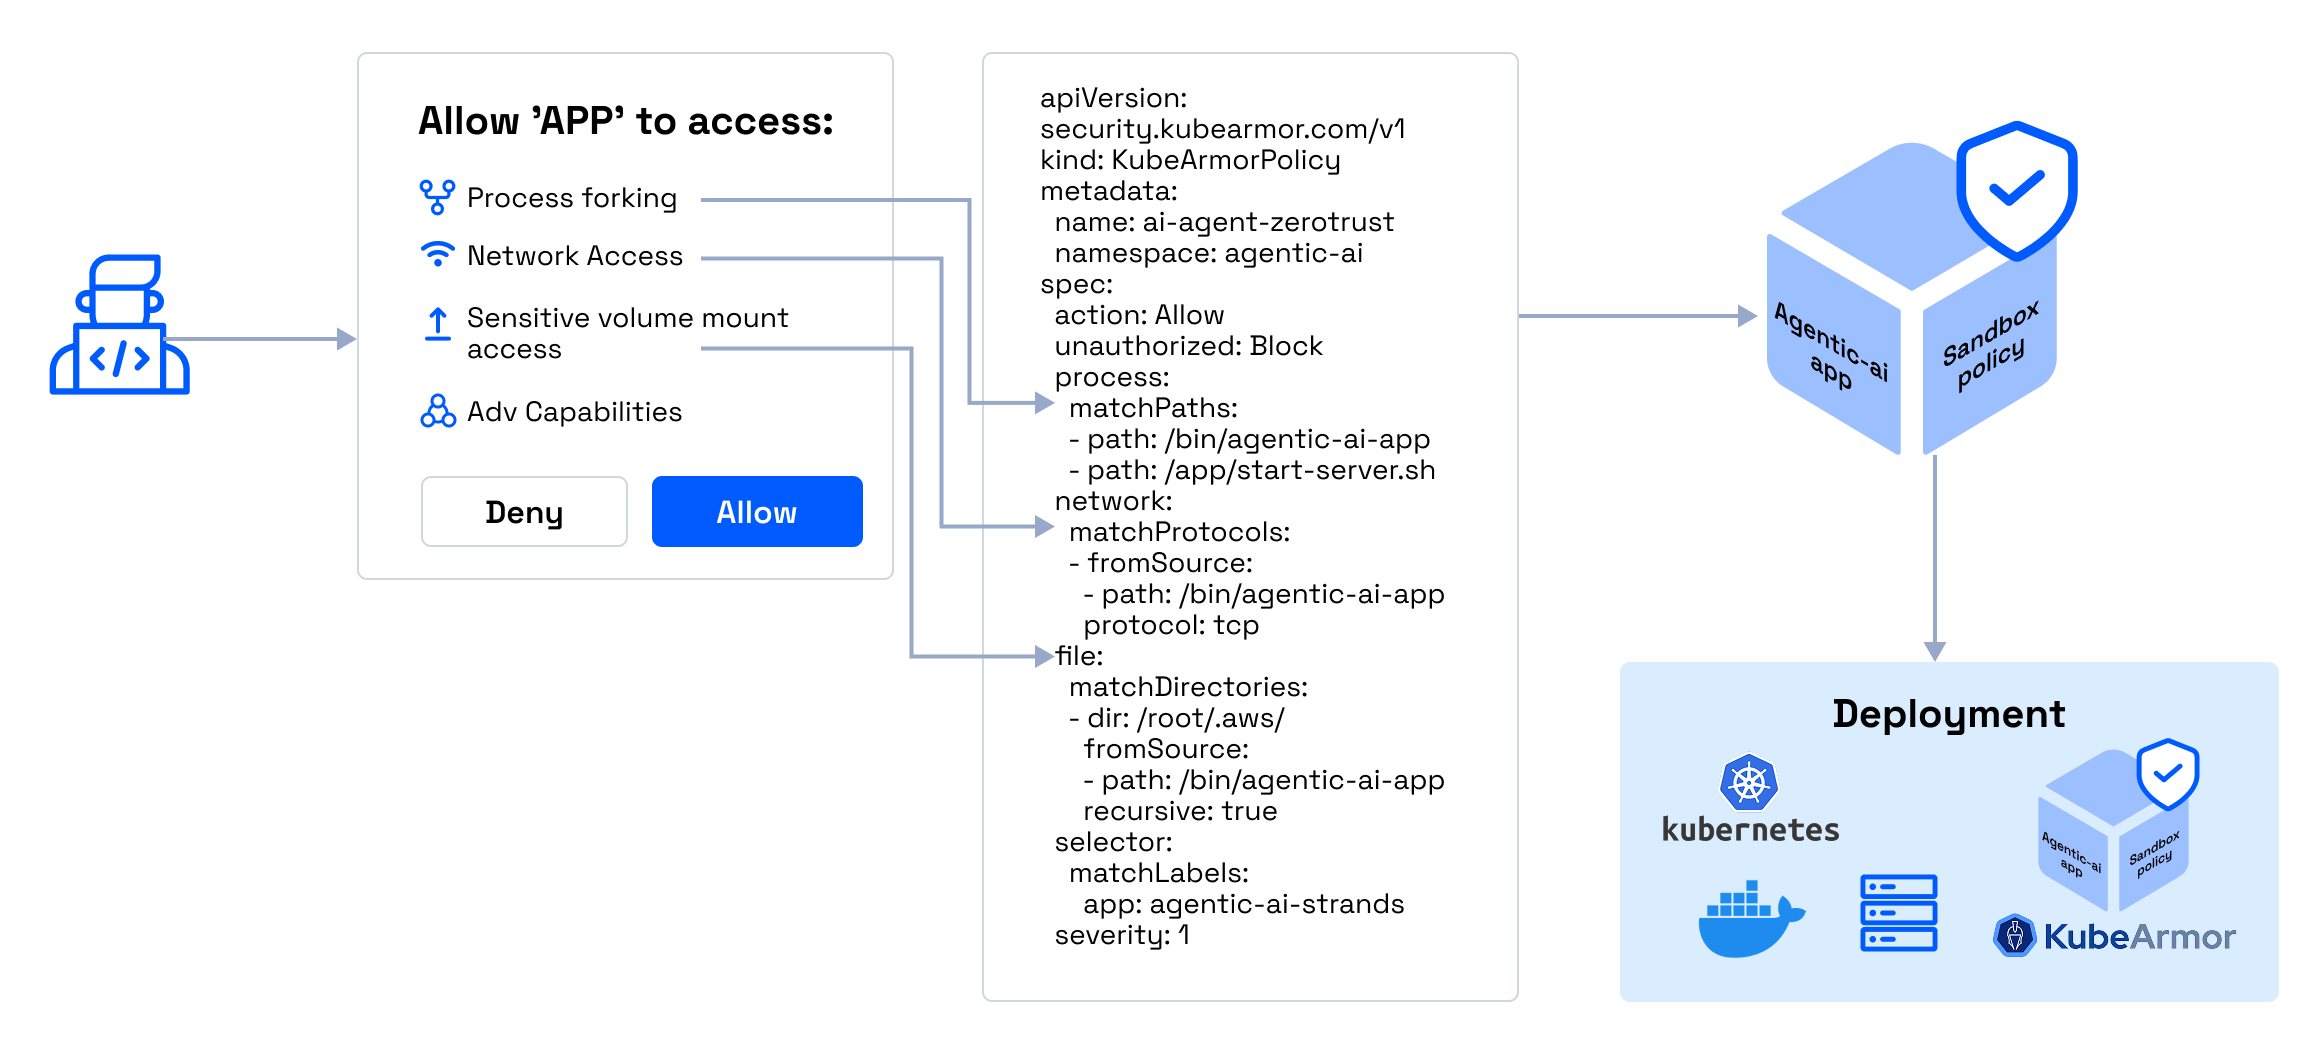 Allow 'APP' to access:
Process forking
Network Access
Sensitive volume mount
access
Adv Capabilities
Deny
Allow
apiVersion:
security.kubearmor.com/v1
kind: KubeArmorPolicy
metadata:
name: ai-agent-zerotrust
namespace: agentic-ai
spec:
action: Allow
unauthorized: Block
process:
matchPaths:
- path: /bin/agentic-ai-app
- path: /app/start-server.sh
network:
matchProtocols:
- fromSource:
- path: /bin/agentic-ai-app
protocol: tcp
file:
matchDirectories:
- dir: /root/.aws/
fromSource:
- path: /bin/agentic-ai-app
recursive: true
selector:
matchLabels:
app: agentic-ai-strands
severity: 1
Agentic-ai
app
Sandbox
policy
Deployment
kubernetes
Agentic-ai
app
Sandbox
policy
KubeArmor